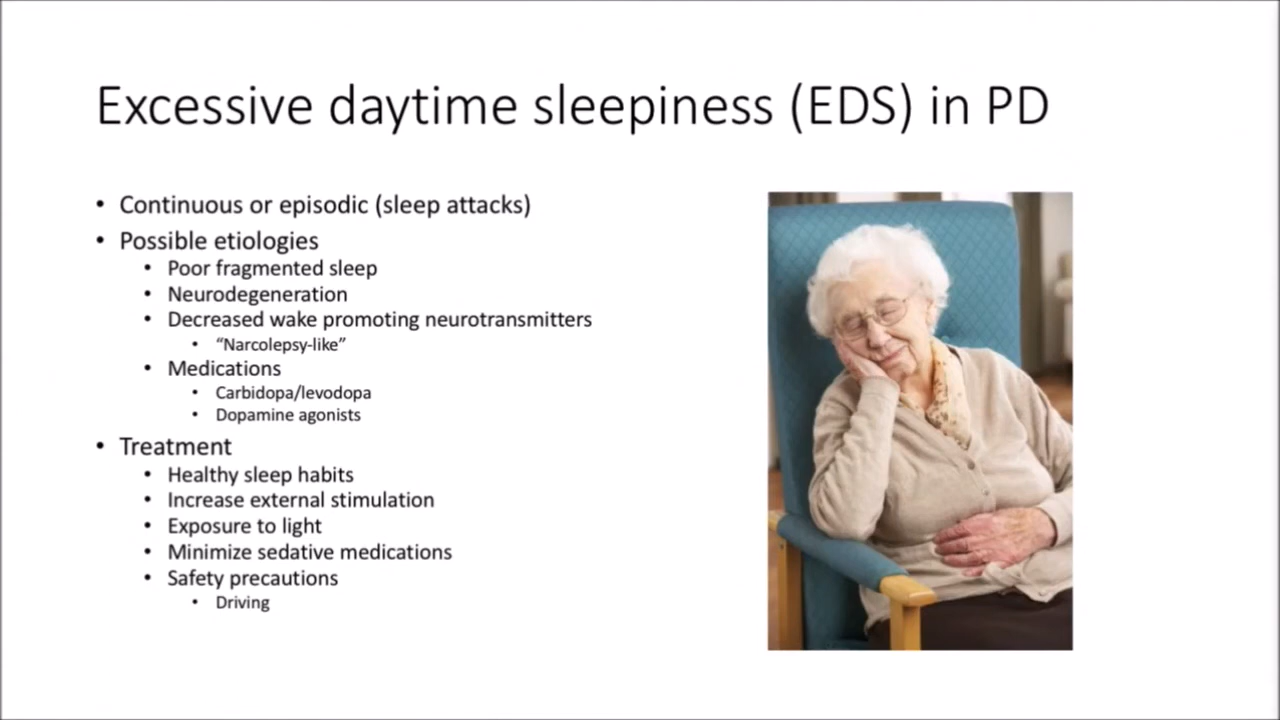 Excessive daytime sleepiness (EDS) in PD
• Continuous or episodic (sleep attacks)
• Possible etiologies
• Poor fragmented sleep
• Neurodegeneration
• Decreased wake promoting neurotransmitters
• “Narcolepsy-like”
• Medications
• Carbidopa/levodopa
• Dopamine agonists
• Treatment
• Healthy sleep habits
• Increase external stimulation
• Exposure to light
• Minimize sedative medications
• Safety precautions
• Driving